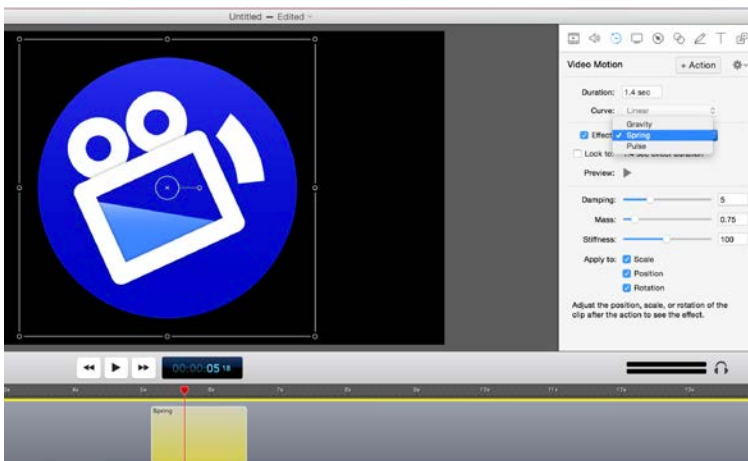 Untitled — Edited
Video Motion
+ Action
Duration: 1.4 sec
Curve: Linear
Gravity
Effect
✓ Spring
Pulse
Lock to:
Preview:
Damping: 5
Mass: 0.75
Stiffness: 100
Apply to: Scale
Position
Rotation
Adjust the position, scale, or rotation of the
clip after the action to see the effect.
00:00:05 18
Spring